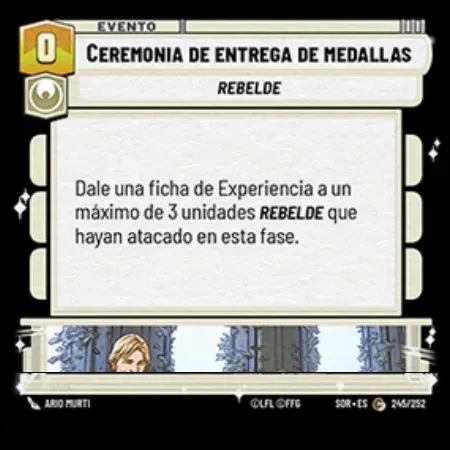 EVENTO
0
CEREMONIA DE ENTREGA DE MEDALLAS
REBELDE
Dale una ficha de Experiencia a un
máximo de 3 unidades REBELDE que
hayan atacado en esta fase.
ARIO MURTI
©LFL ©FFG
SOR • ES
245/252